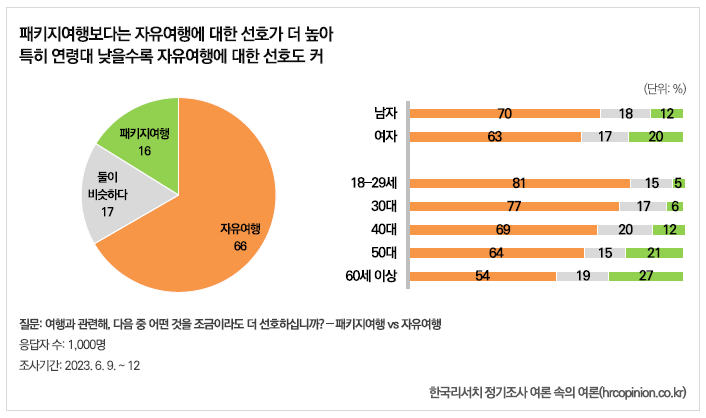 패키지여행보다는 자유여행에 대한 선호가 더 높아
특히 연령대 낮을수록 자유여행에 대한 선호도 커
(단위: %)
패키지여행
16
둘이
비슷하다
17
자유여행
66
남자 70 18 12
여자 63 17 20
18-29세 81 15 5
30대 77 17 6
40대 69 20 12
50대 64 15 21
60세 이상 54 19 27
질문: 여행과 관련해, 다음 중 어떤 것을 조금이라도 더 선호하십니까? - 패키지여행 vs 자유여행
응답자 수: 1,000명
조사기간: 2023. 6. 9. ~ 12
한국리서치 정기조사 여론 속의 여론(hrcopinion.co.kr)